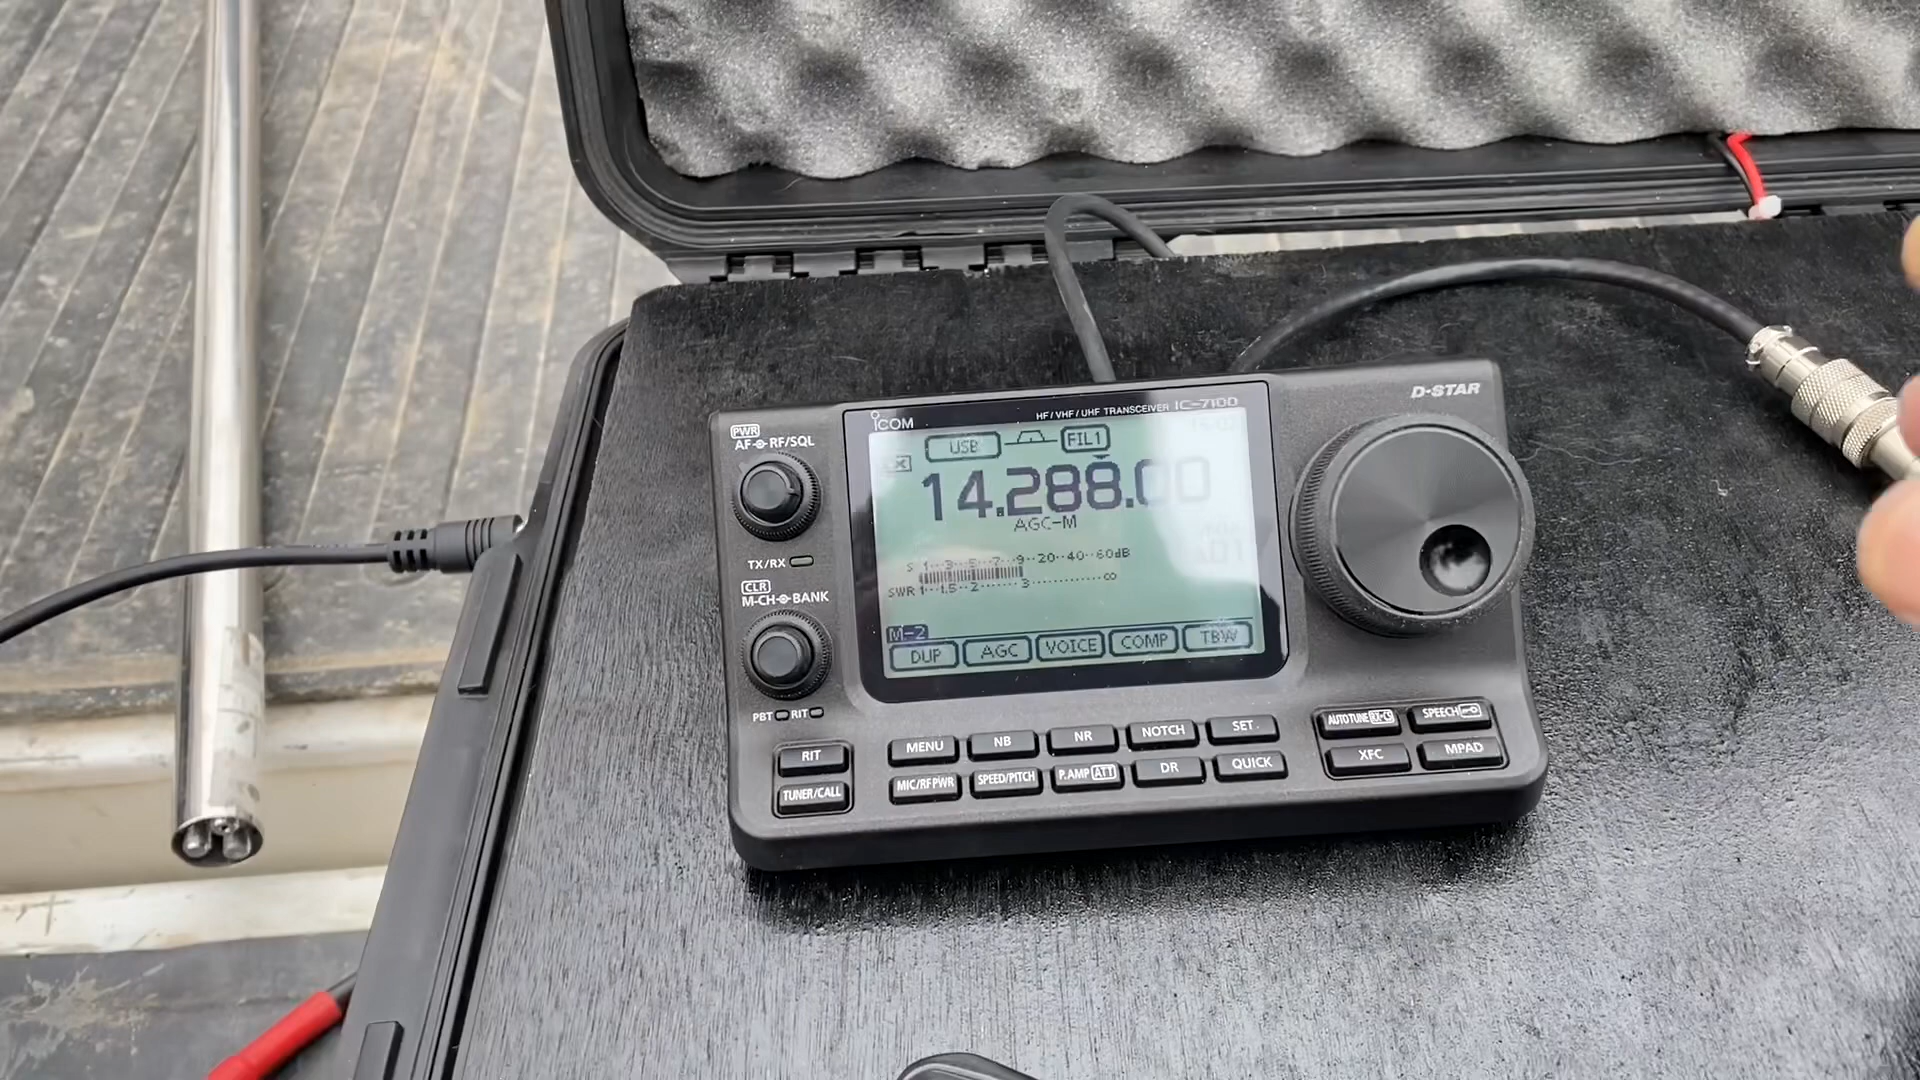 ICOM
HF/VHF/UHF TRANSCEIVER IC-7100
D-STAR
PWR
AF RF/SQL
USB FIL1
14.288.00
AGC-M
S 1 3 5 7 9 20 40 60dB
SWR 1 1.5 2 3 ∞
TX/RX
CLR
M-CH BANK
M-2
DUP AGC VOICE COMP TBW
PBT RIT
RIT MENU NB NR NOTCH SET AUTOTUNE SPEECH
TUNER/CALL MIC/RF PWR SPEED/PITCH P.AMP ATT DR QUICK XFC MPAD